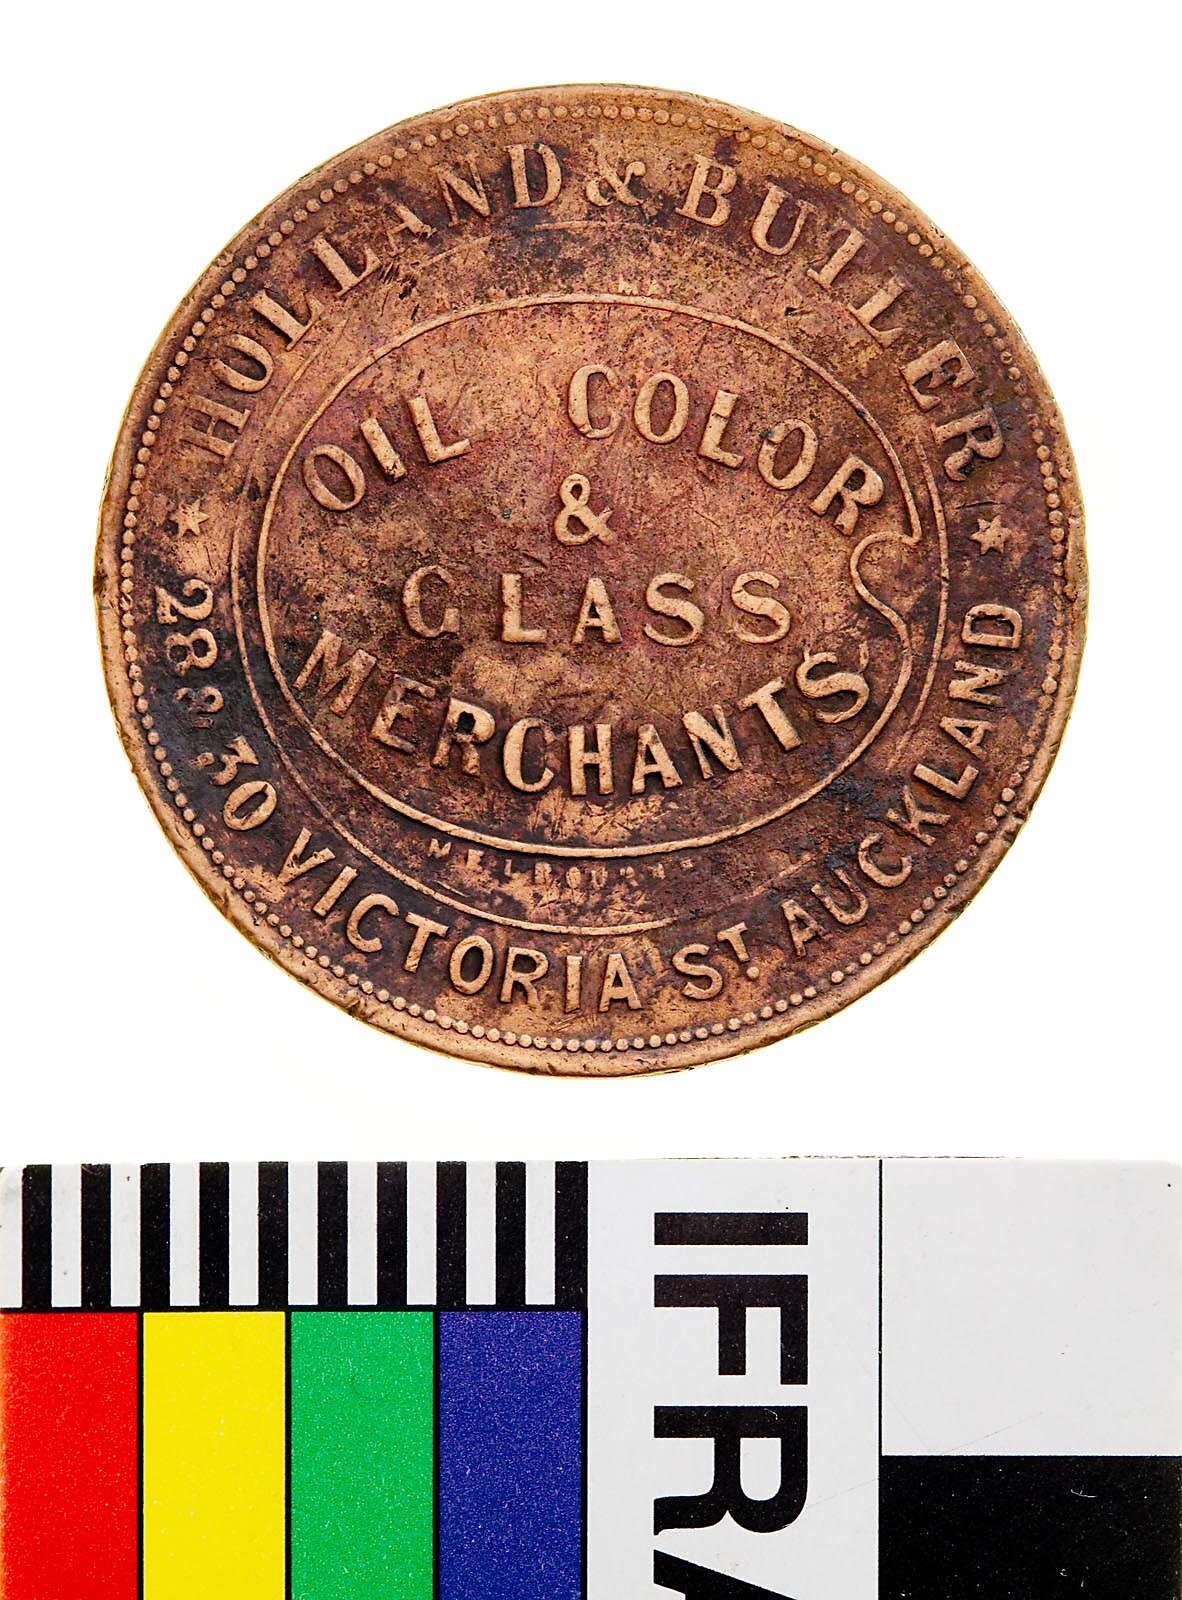 HOLLAND & BUTLER
OIL COLOR
&
GLASS
MERCHANTS
MELBOURNE
28 & 30 VICTORIA ST. AUCKLAND
IFRA